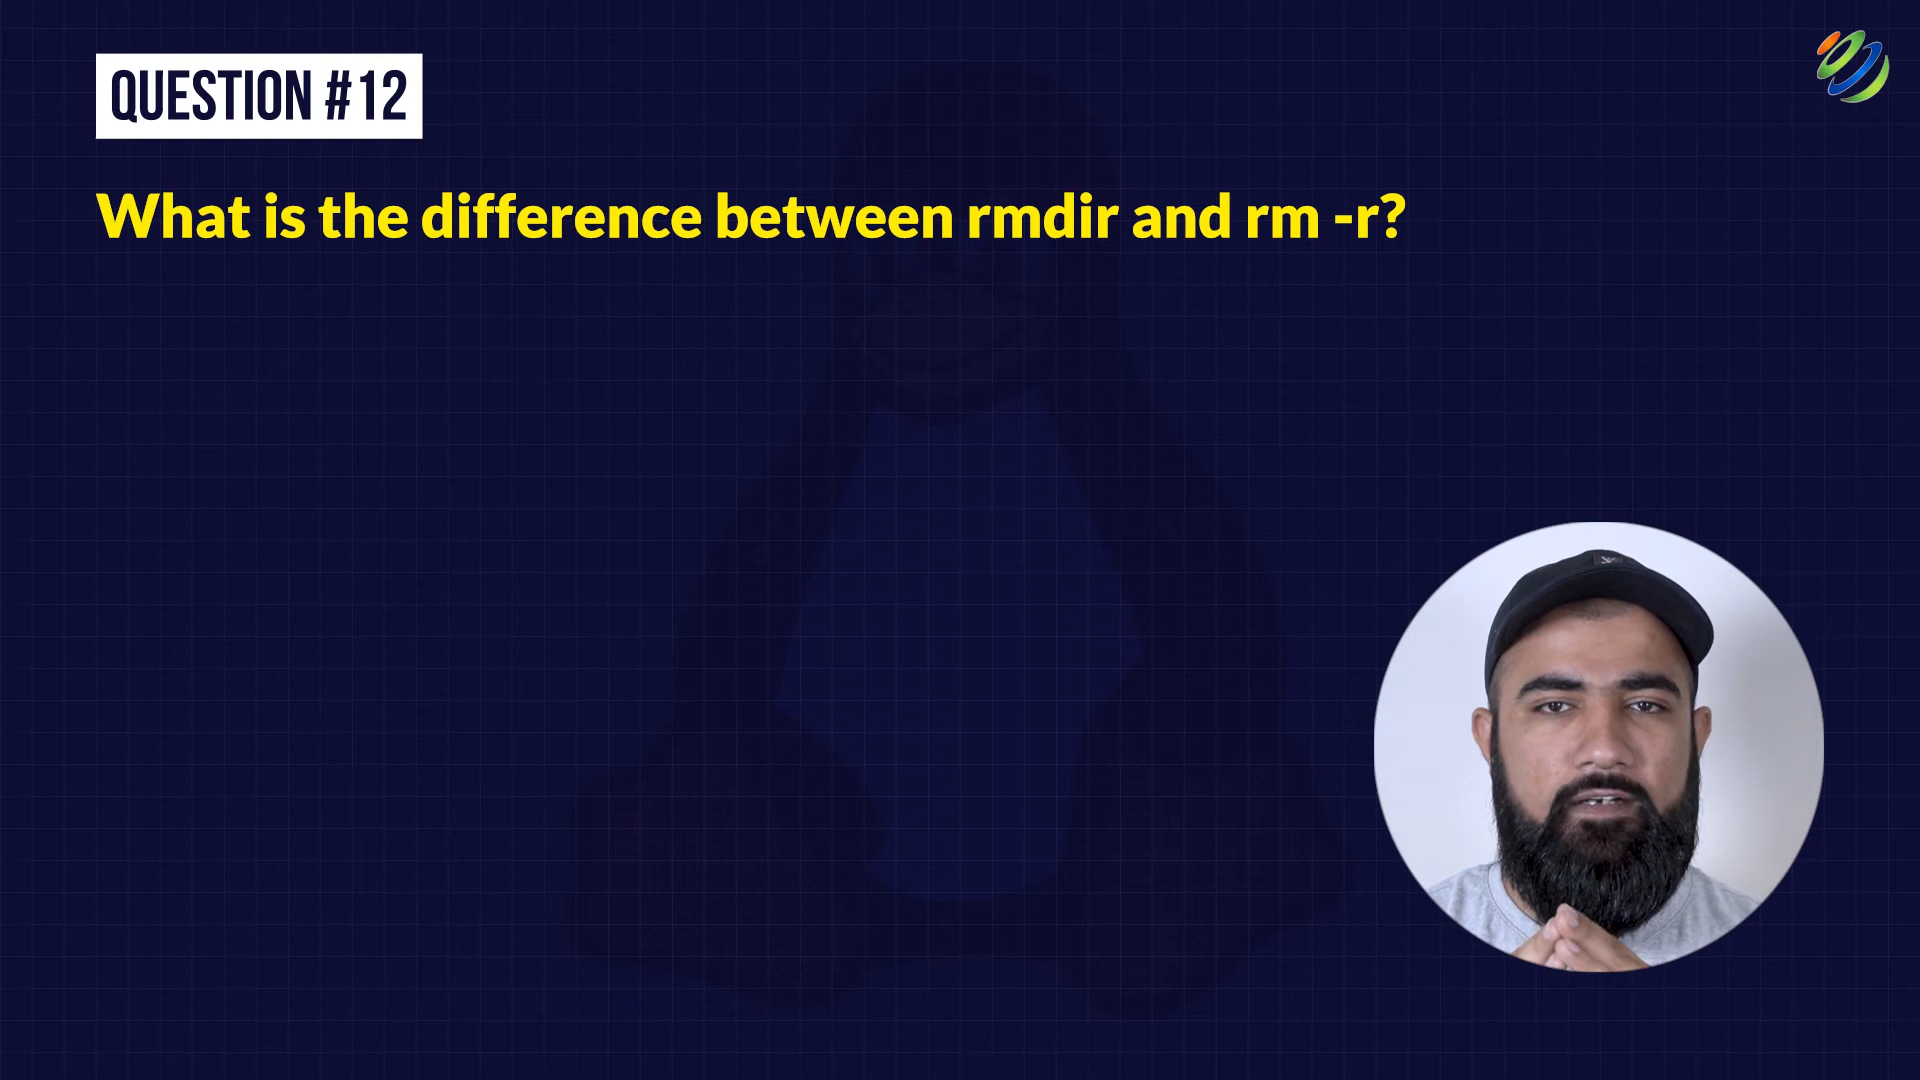 QUESTION #12
What is the difference between rmdir and rm -r?